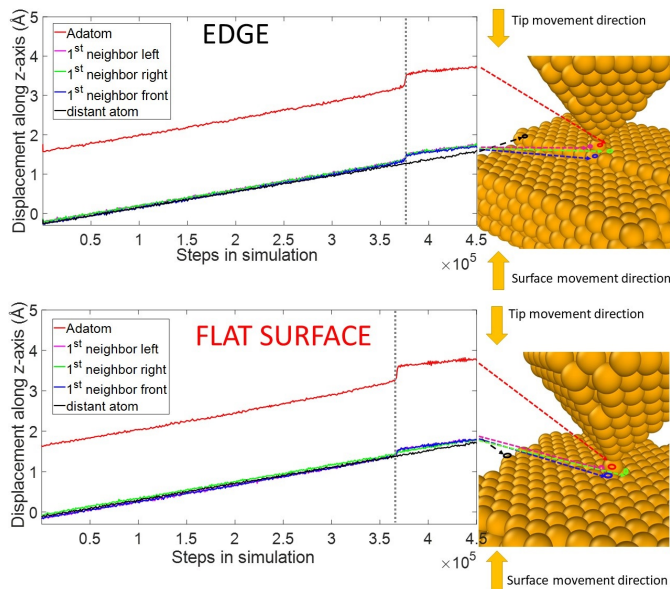 EDGE
Displacement along z-axis (Å)
5
4
3
2
1
0
Adatom
1st neighbor left
1st neighbor right
1st neighbor front
distant atom
0.5
1
1.5
2
2.5
3
3.5
4
4.5
Steps in simulation
×10^5
Tip movement direction
Surface movement direction
FLAT SURFACE
Displacement along z-axis (Å)
5
4
3
2
1
0
Adatom
1st neighbor left
1st neighbor right
1st neighbor front
distant atom
0.5
1
1.5
2
2.5
3
3.5
4
4.5
Steps in simulation
×10^5
Tip movement direction
Surface movement direction